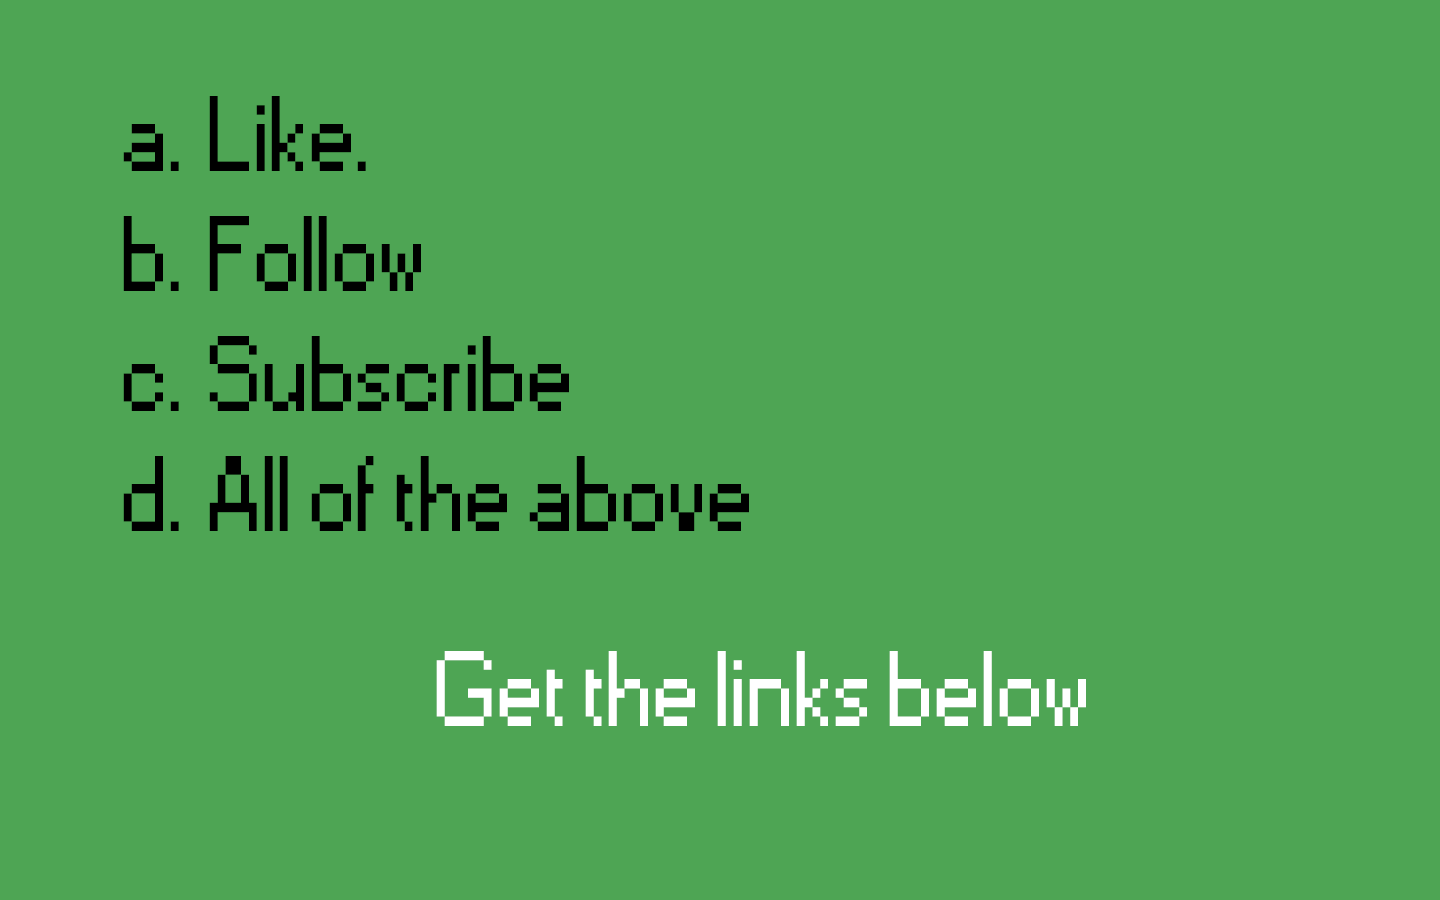 a. Like.
b. Follow
c. Subscribe
d. All of the above
Get the links below